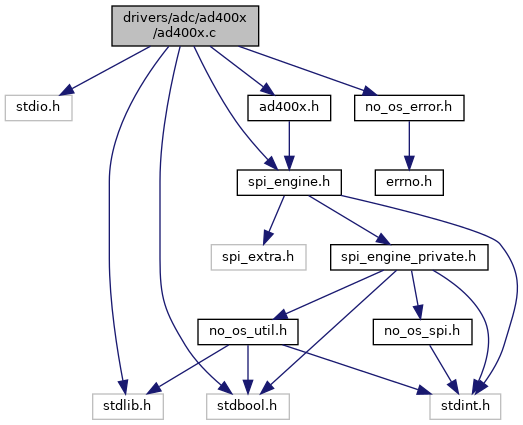 drivers/adc/ad400x
/ad400x.c
stdio.h
ad400x.h
no_os_error.h
spi_engine.h
errno.h
spi_extra.h
spi_engine_private.h
no_os_util.h
no_os_spi.h
stdlib.h
stdbool.h
stdint.h